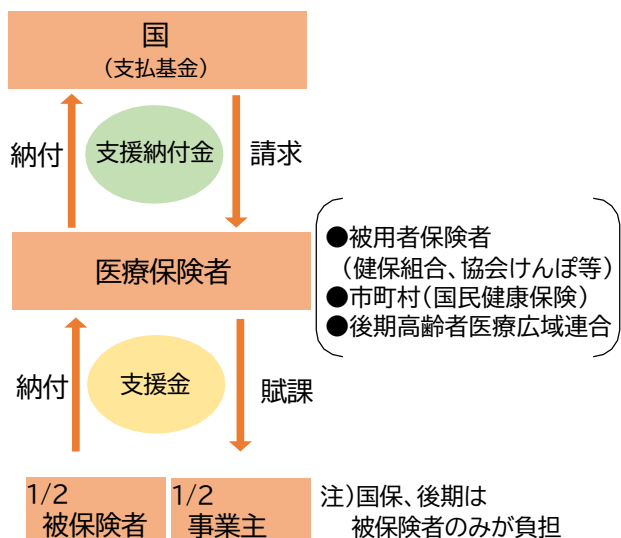 国
（支払基金）
納付
支援納付金
請求
医療保険者
●被用者保険者
（健保組合、協会けんぽ等）
●市町村（国民健康保険）
●後期高齢者医療広域連合
納付
支援金
賦課
1/2
被保険者
1/2
事業主
注）国保、後期は
被保険者のみが負担